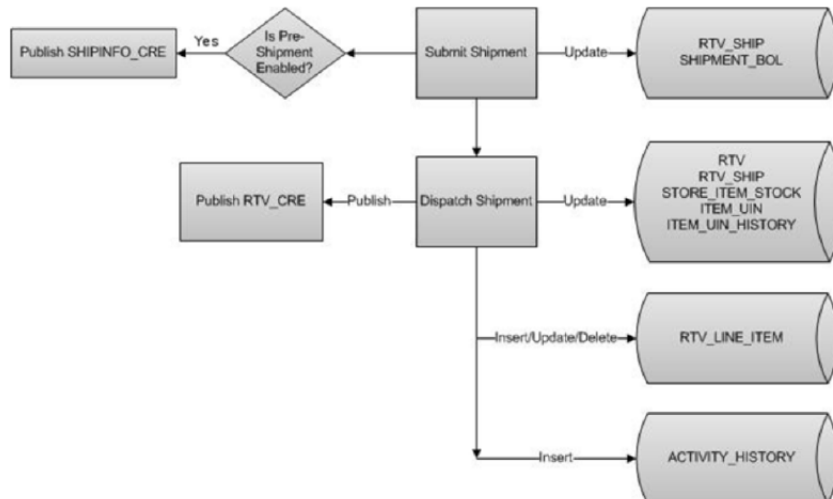 Publish SHIPINFO_CRE
Yes
Is Pre-
Shipment
Enabled?
Submit Shipment
Update
RTV_SHIP
SHIPMENT_BOL
Publish RTV_CRE
Publish
Dispatch Shipment
Update
RTV
RTV_SHIP
STORE_ITEM_STOCK
ITEM_UIN
ITEM_UIN_HISTORY
Insert/Update/Delete
RTV_LINE_ITEM
Insert
ACTIVITY_HISTORY